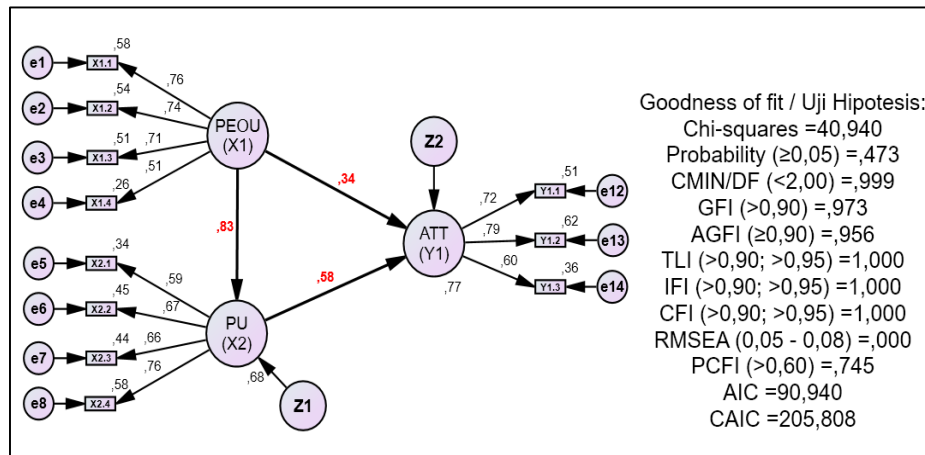 ,58
e1
X1.1
,76
,54
e2
X1.2
,74
,51
e3
X1.3
,71
,26
e4
X1.4
,51
PEOU
(X1)
Z2
,34
,83
,58
ATT
(Y1)
,77
,72
Y1.1
,51
e12
,79
Y1.2
,62
e13
,60
Y1.3
,36
e14
,34
e5
X2.1
,59
,45
e6
X2.2
,67
,44
e7
X2.3
,66
,58
e8
X2.4
,76
PU
(X2)
,68
Z1
Goodness of fit / Uji Hipotesis:
Chi-squares =40,940
Probability (≥0,05) =,473
CMIN/DF (<2,00) =,999
GFI (>0,90) =,973
AGFI (≥0,90) =,956
TLI (>0,90; >0,95) =1,000
IFI (>0,90; >0,95) =1,000
CFI (>0,90; >0,95) =1,000
RMSEA (0,05 - 0,08) =,000
PCFI (>0,60) =,745
AIC =90,940
CAIC =205,808